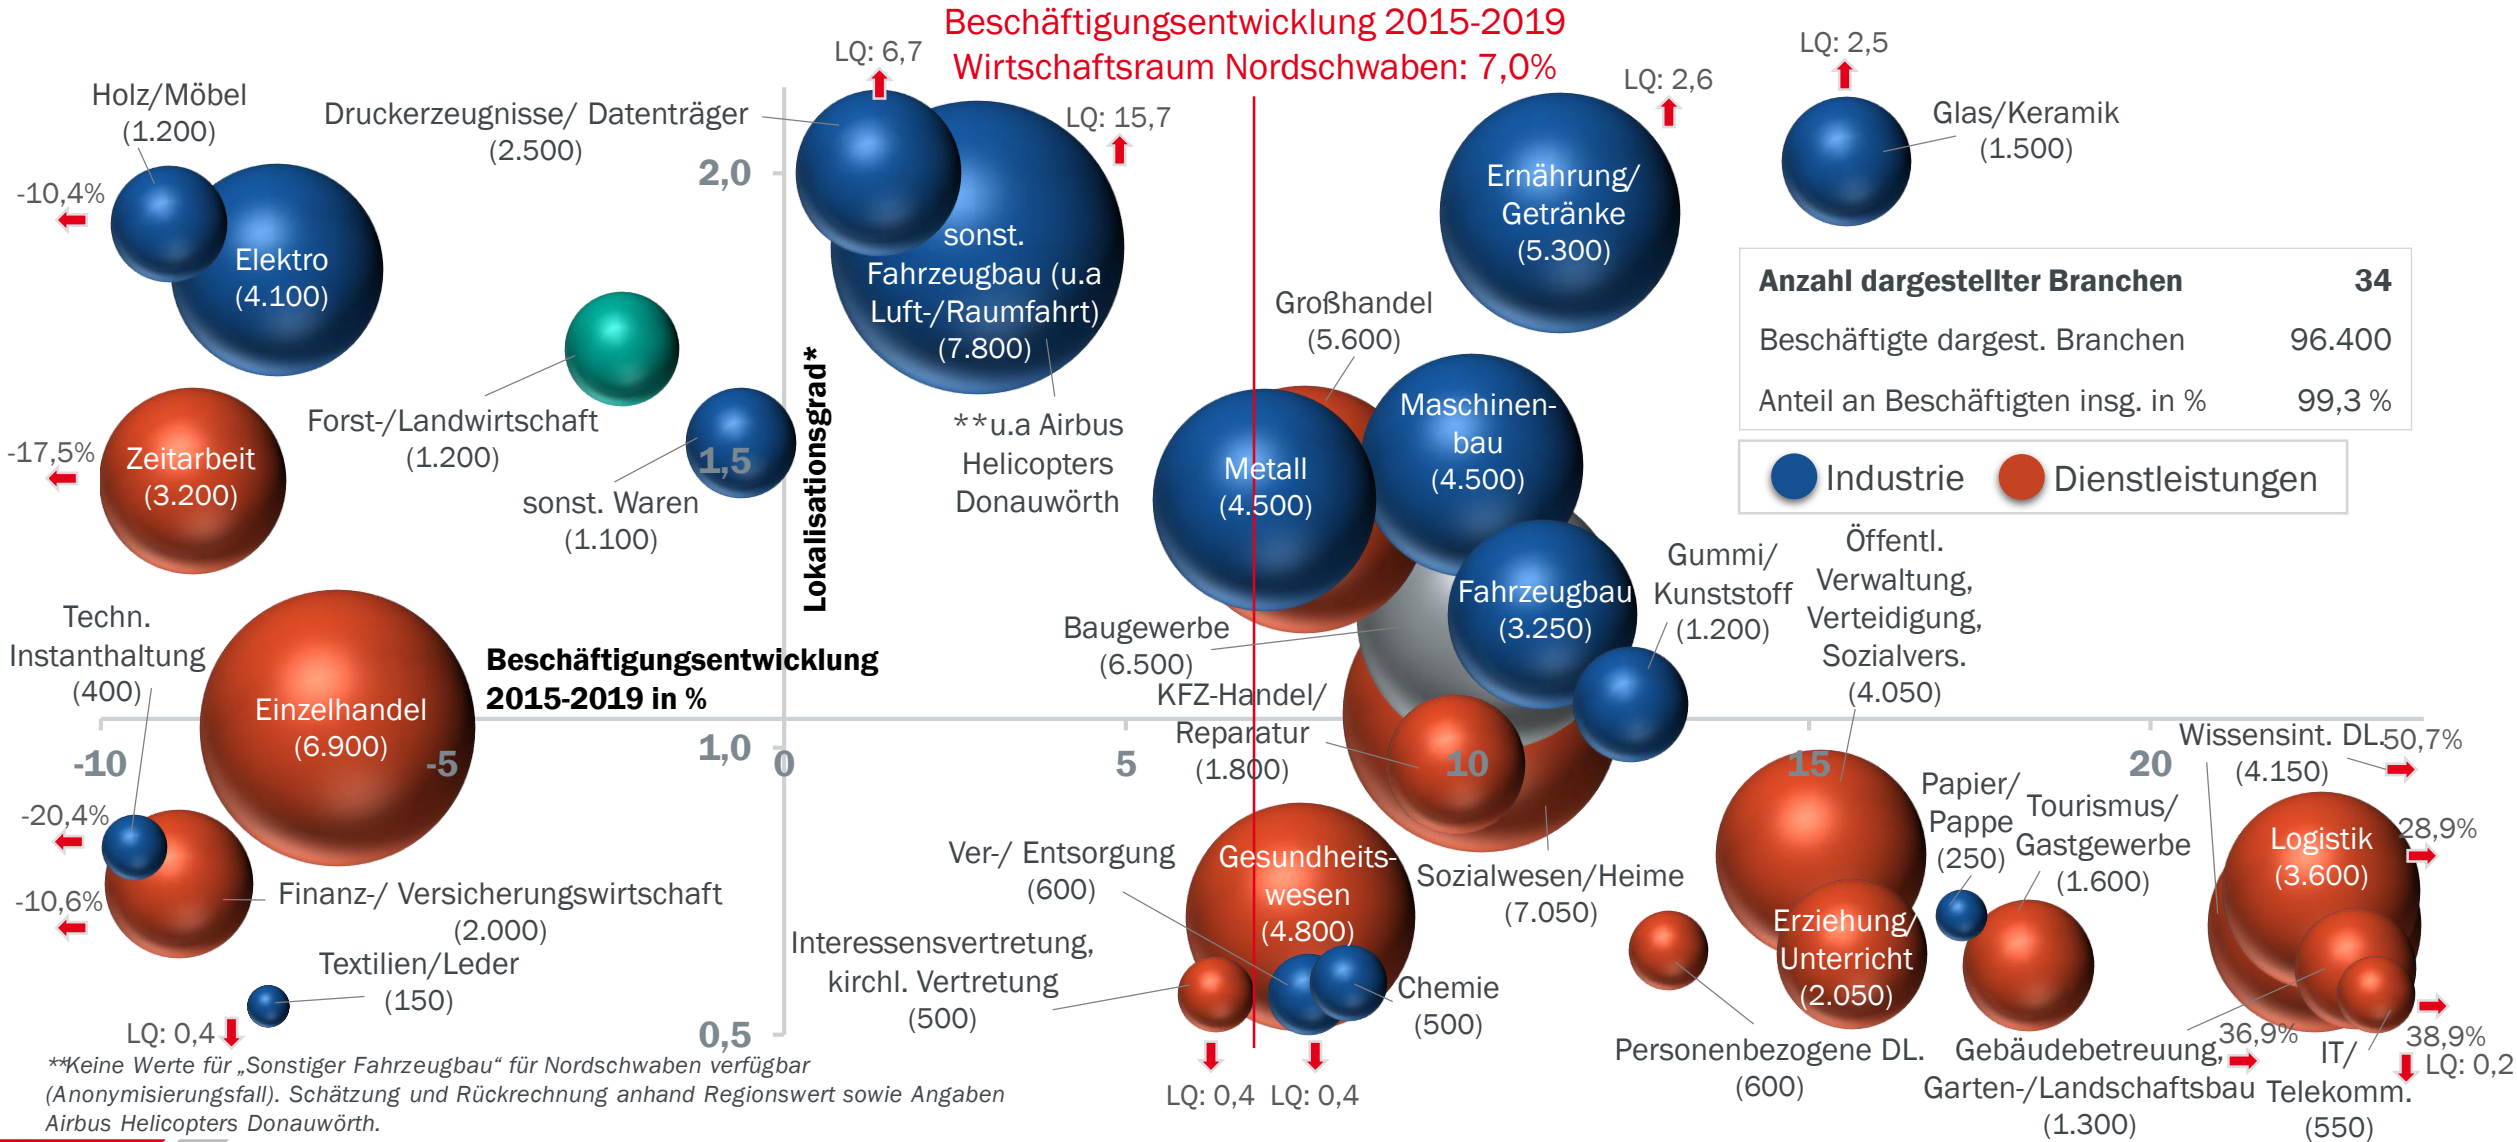 Beschäftigungsentwicklung 2015-2019
Wirtschaftsraum Nordschwaben: 7,0%
LQ: 6,7
LQ: 2,5
LQ: 2,6
LQ: 15,7
Holz/Möbel
(1.200)
Druckerzeugnisse/ Datenträger
(2.500)
Glas/Keramik
(1.500)
2,0
-10,4%
Elektro
(4.100)
sonst.
Fahrzeugbau (u.a
Luft-/Raumfahrt)
(7.800)
Ernährung/
Getränke
(5.300)
Anzahl dargestellter Branchen 34
Beschäftigte dargest. Branchen 96.400
Anteil an Beschäftigten insg. in % 99,3 %
Industrie
Dienstleistungen
Großhandel
(5.600)
Forst-/Landwirtschaft
(1.200)
Lokalisationsgrad*
**u.a Airbus
Helicopters
Donauwörth
Maschinen-
bau
(4.500)
-17,5%
Zeitarbeit
(3.200)
1,5
sonst. Waren
(1.100)
Metall
(4.500)
Öffentl.
Verwaltung,
Verteidigung,
Sozialvers.
(4.050)
Gummi/
Kunststoff
(1.200)
Fahrzeugbau
(3.250)
Techn.
Instanthaltung
(400)
Baugewerbe
(6.500)
Beschäftigungsentwicklung
2015-2019 in %
Einzelhandel
(6.900)
KFZ-Handel/
Reparatur
(1.800)
Wissensint. DL.
(4.150)
50,7%
-10
-5
1,0
0
5
10
15
20
Papier/
Pappe
(250)
Tourismus/
Gastgewerbe
(1.600)
-20,4%
Logistik
(3.600)
28,9%
Ver-/ Entsorgung
(600)
Gesundheits-
wesen
(4.800)
Sozialwesen/Heime
(7.050)
-10,6%
Finanz-/ Versicherungswirtschaft
(2.000)
Erziehung/
Unterricht
(2.050)
Interessensvertretung,
kirchl. Vertretung
(500)
Textilien/Leder
(150)
Chemie
(500)
LQ: 0,4
0,5
Personenbezogene DL.
(600)
Gebäudebetreuung,
Garten-/Landschaftsbau
(1.300)
36,9%
IT/
Telekomm.
(550)
38,9%
LQ: 0,2
LQ: 0,4
LQ: 0,4
**Keine Werte für „Sonstiger Fahrzeugbau“ für Nordschwaben verfügbar
(Anonymisierungsfall). Schätzung und Rückrechnung anhand Regionswert sowie Angaben
Airbus Helicopters Donauwörth.